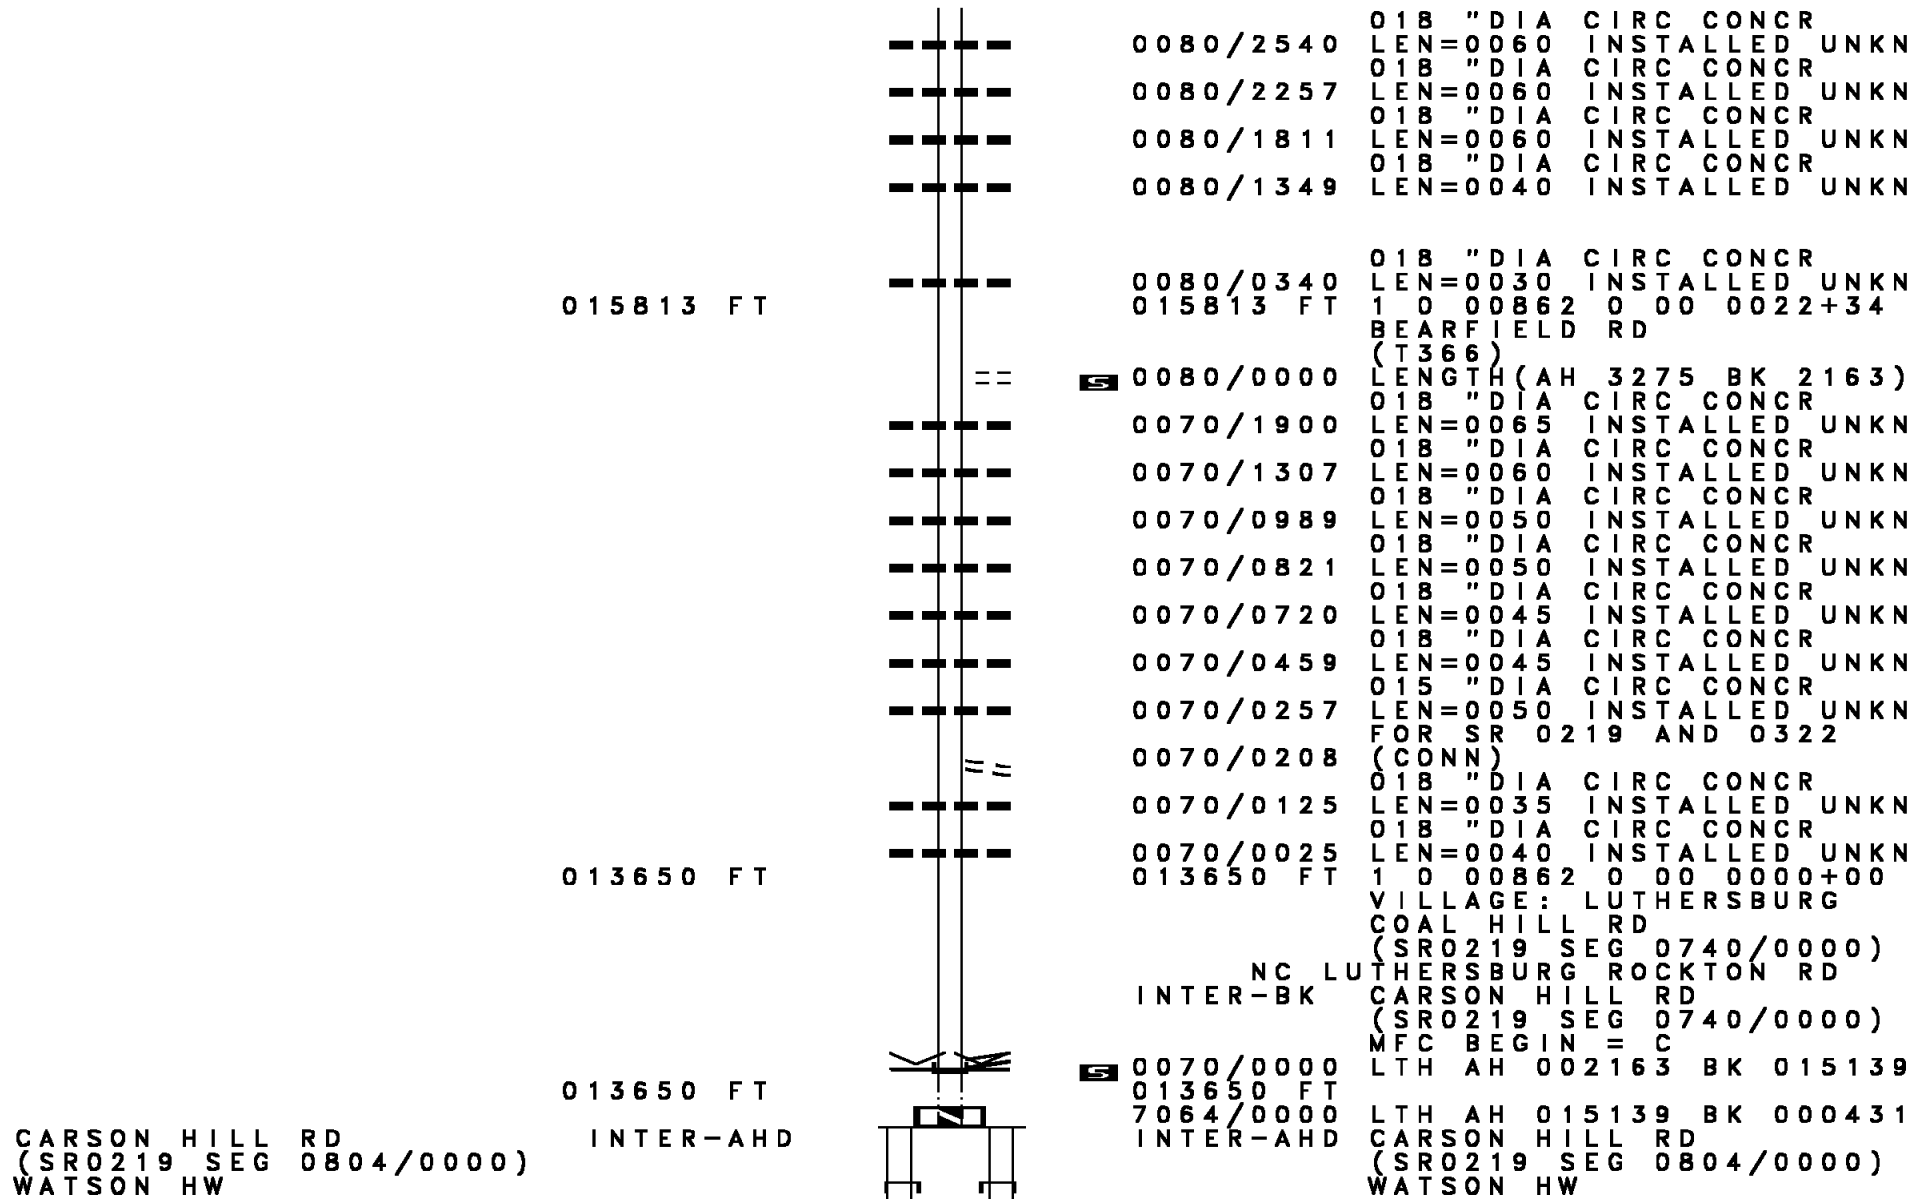 018 "DIA CIRC CONCR
0080/2540 LEN=0060 INSTALLED UNKN
018 "DIA CIRC CONCR
0080/2257 LEN=0060 INSTALLED UNKN
018 "DIA CIRC CONCR
0080/1811 LEN=0060 INSTALLED UNKN
018 "DIA CIRC CONCR
0080/1349 LEN=0040 INSTALLED UNKN
018 "DIA CIRC CONCR
0080/0340 LEN=0030 INSTALLED UNKN
015813 FT 015813 FT 1 0 00862 0 00 0022+34
BEARFIELD RD
(T366)
S 0080/0000 LENGTH(AH 3275 BK 2163)
018 "DIA CIRC CONCR
0070/1900 LEN=0065 INSTALLED UNKN
018 "DIA CIRC CONCR
0070/1307 LEN=0060 INSTALLED UNKN
018 "DIA CIRC CONCR
0070/0989 LEN=0050 INSTALLED UNKN
018 "DIA CIRC CONCR
0070/0821 LEN=0050 INSTALLED UNKN
018 "DIA CIRC CONCR
0070/0720 LEN=0045 INSTALLED UNKN
018 "DIA CIRC CONCR
0070/0459 LEN=0045 INSTALLED UNKN
015 "DIA CIRC CONCR
0070/0257 LEN=0050 INSTALLED UNKN
FOR SR 0219 AND 0322
0070/0208 (CONN)
018 "DIA CIRC CONCR
0070/0125 LEN=0035 INSTALLED UNKN
018 "DIA CIRC CONCR
0070/0025 LEN=0040 INSTALLED UNKN
013650 FT 013650 FT 1 0 00862 0 00 0000+00
VILLAGE: LUTHERSBURG
COAL HILL RD
(SR0219 SEG 0740/0000)
NC LUTHERSBURG ROCKTON RD
INTER-BK CARSON HILL RD
(SR0219 SEG 0740/0000)
MFC BEGIN = C
S 0070/0000 LTH AH 002163 BK 015139
013650 FT 013650 FT
7064/0000 LTH AH 015139 BK 000431
CARSON HILL RD INTER-AHD INTER-AHD CARSON HILL RD
(SR0219 SEG 0804/0000) (SR0219 SEG 0804/0000)
WATSON HW WATSON HW